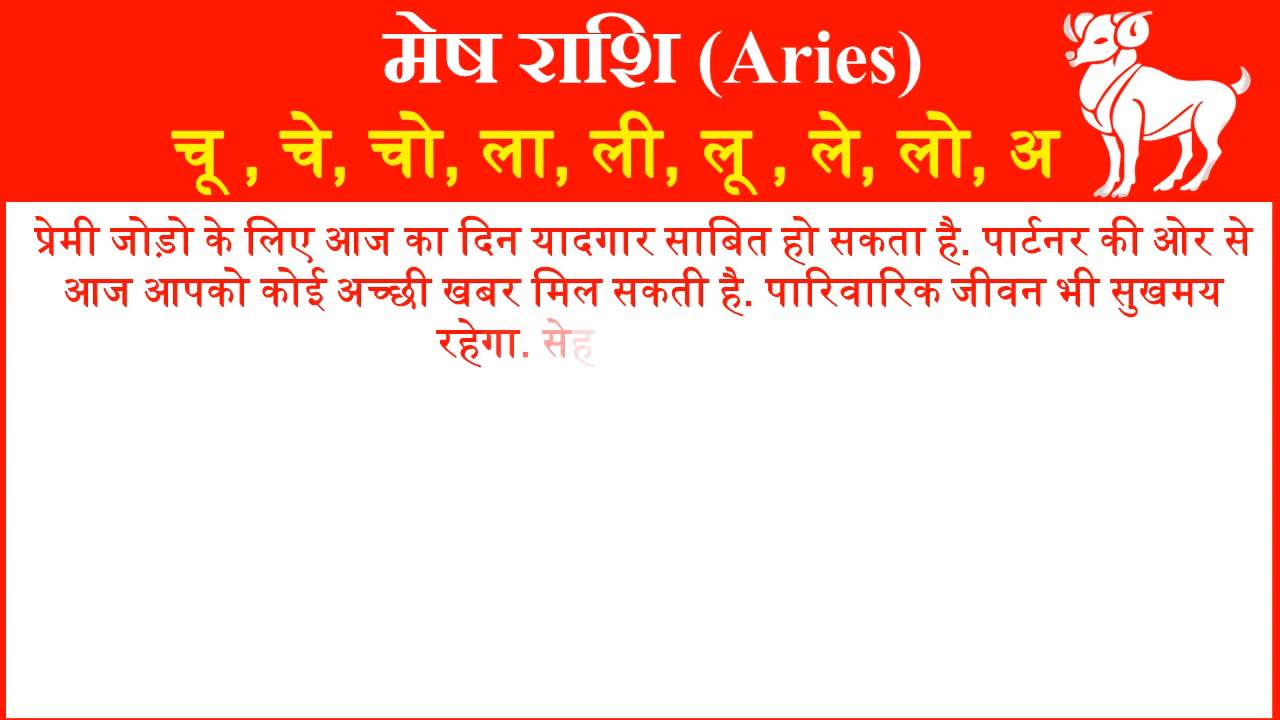 मेष राशि (Aries)
चू , चे, चो, ला, ली, लू , ले, लो, अ
प्रेमी जोड़ो के लिए आज का दिन यादगार साबित हो सकता है. पार्टनर की ओर से
आज आपको कोई अच्छी खबर मिल सकती है. पारिवारिक जीवन भी सुखमय
रहेगा. सेह